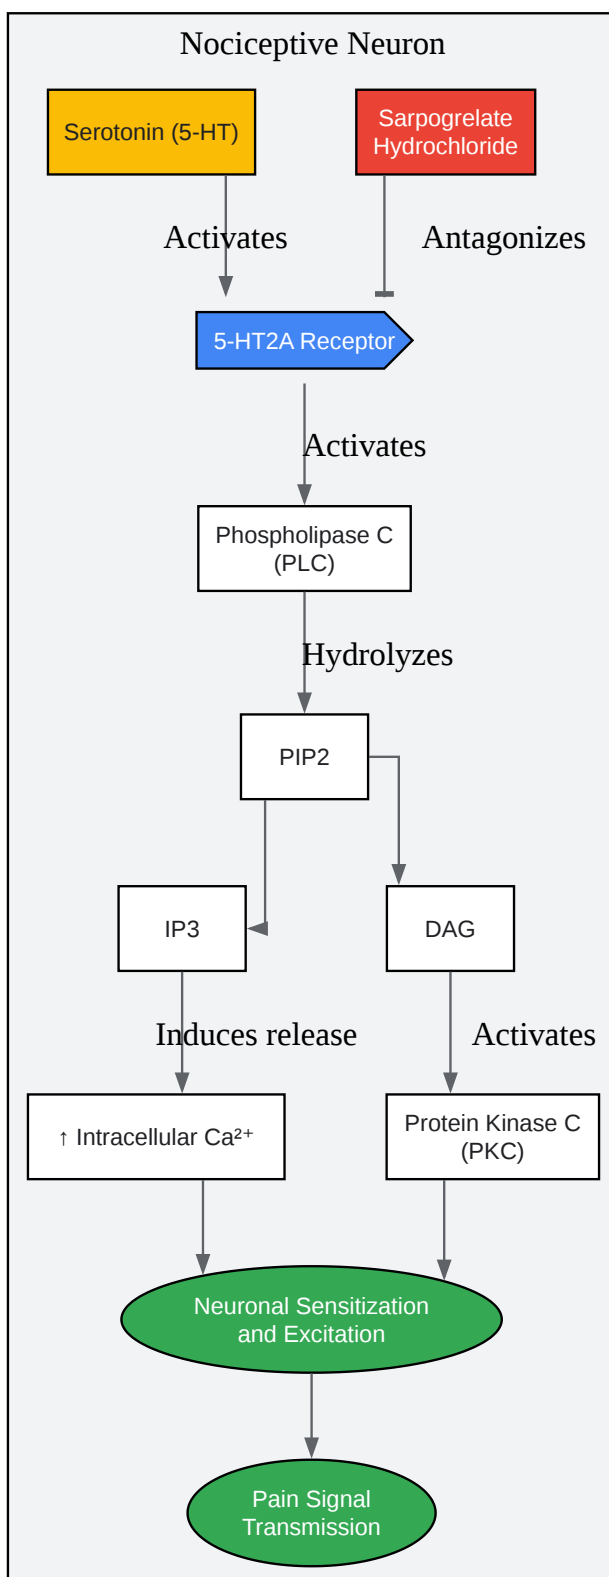 Nociceptive Neuron
Serotonin (5-HT)
Sarpogrelate
Hydrochloride
Activates
Antagonizes
5-HT2A Receptor
Activates
Phospholipase C
(PLC)
Hydrolyzes
PIP2
IP3
DAG
Induces release
Activates
↑ Intracellular Ca²⁺
Protein Kinase C
(PKC)
Neuronal Sensitization
and Excitation
Pain Signal
Transmission